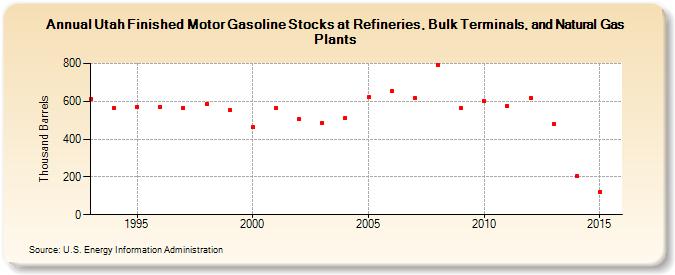 Annual Utah Finished Motor Gasoline Stocks at Refineries, Bulk Terminals, and Natural Gas
Plants
Thousand Barrels
800
600
400
200
0
1995 2000 2005 2010 2015
Source: U.S. Energy Information Administration